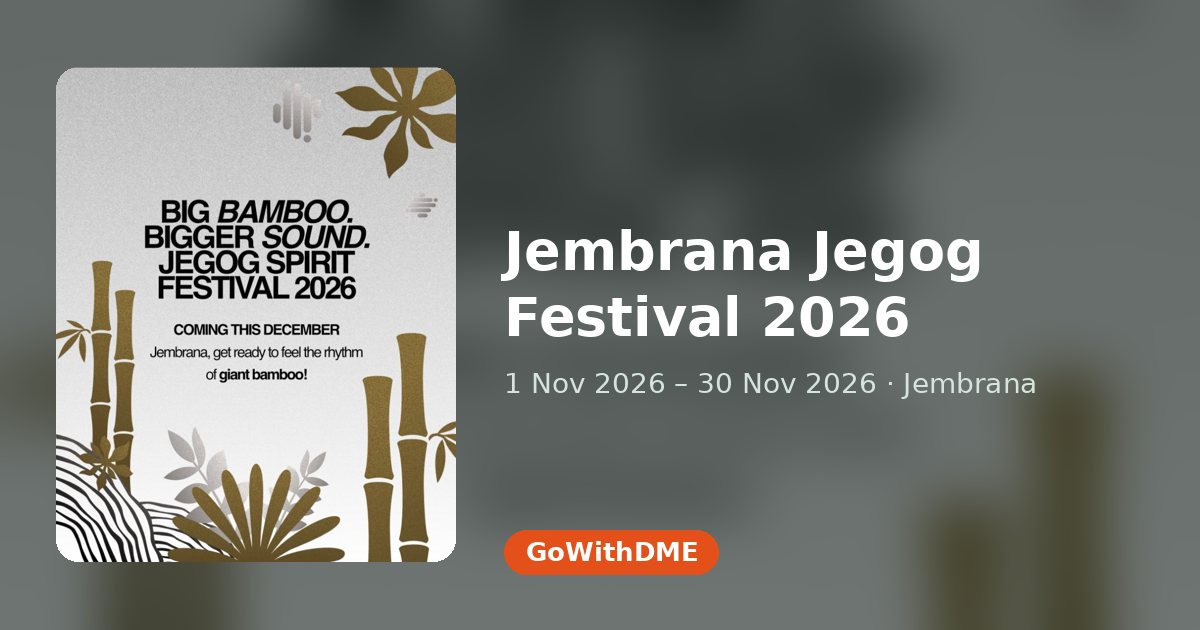 BIG BAMBOO.
BIGGER SOUND.
JEGOG SPIRIT
FESTIVAL 2026
COMING THIS DECEMBER
Jembrana, get ready to feel the rhythm
of giant bamboo!
Jembrana Jegog
Festival 2026
1 Nov 2026 – 30 Nov 2026 · Jembrana
GoWithDME